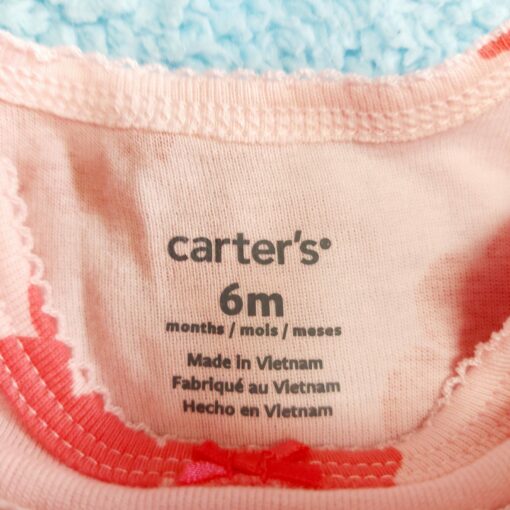 carter's®
6m
months / mois / meses
Made in Vietnam
Fabriqué au Vietnam
Hecho en Vietnam